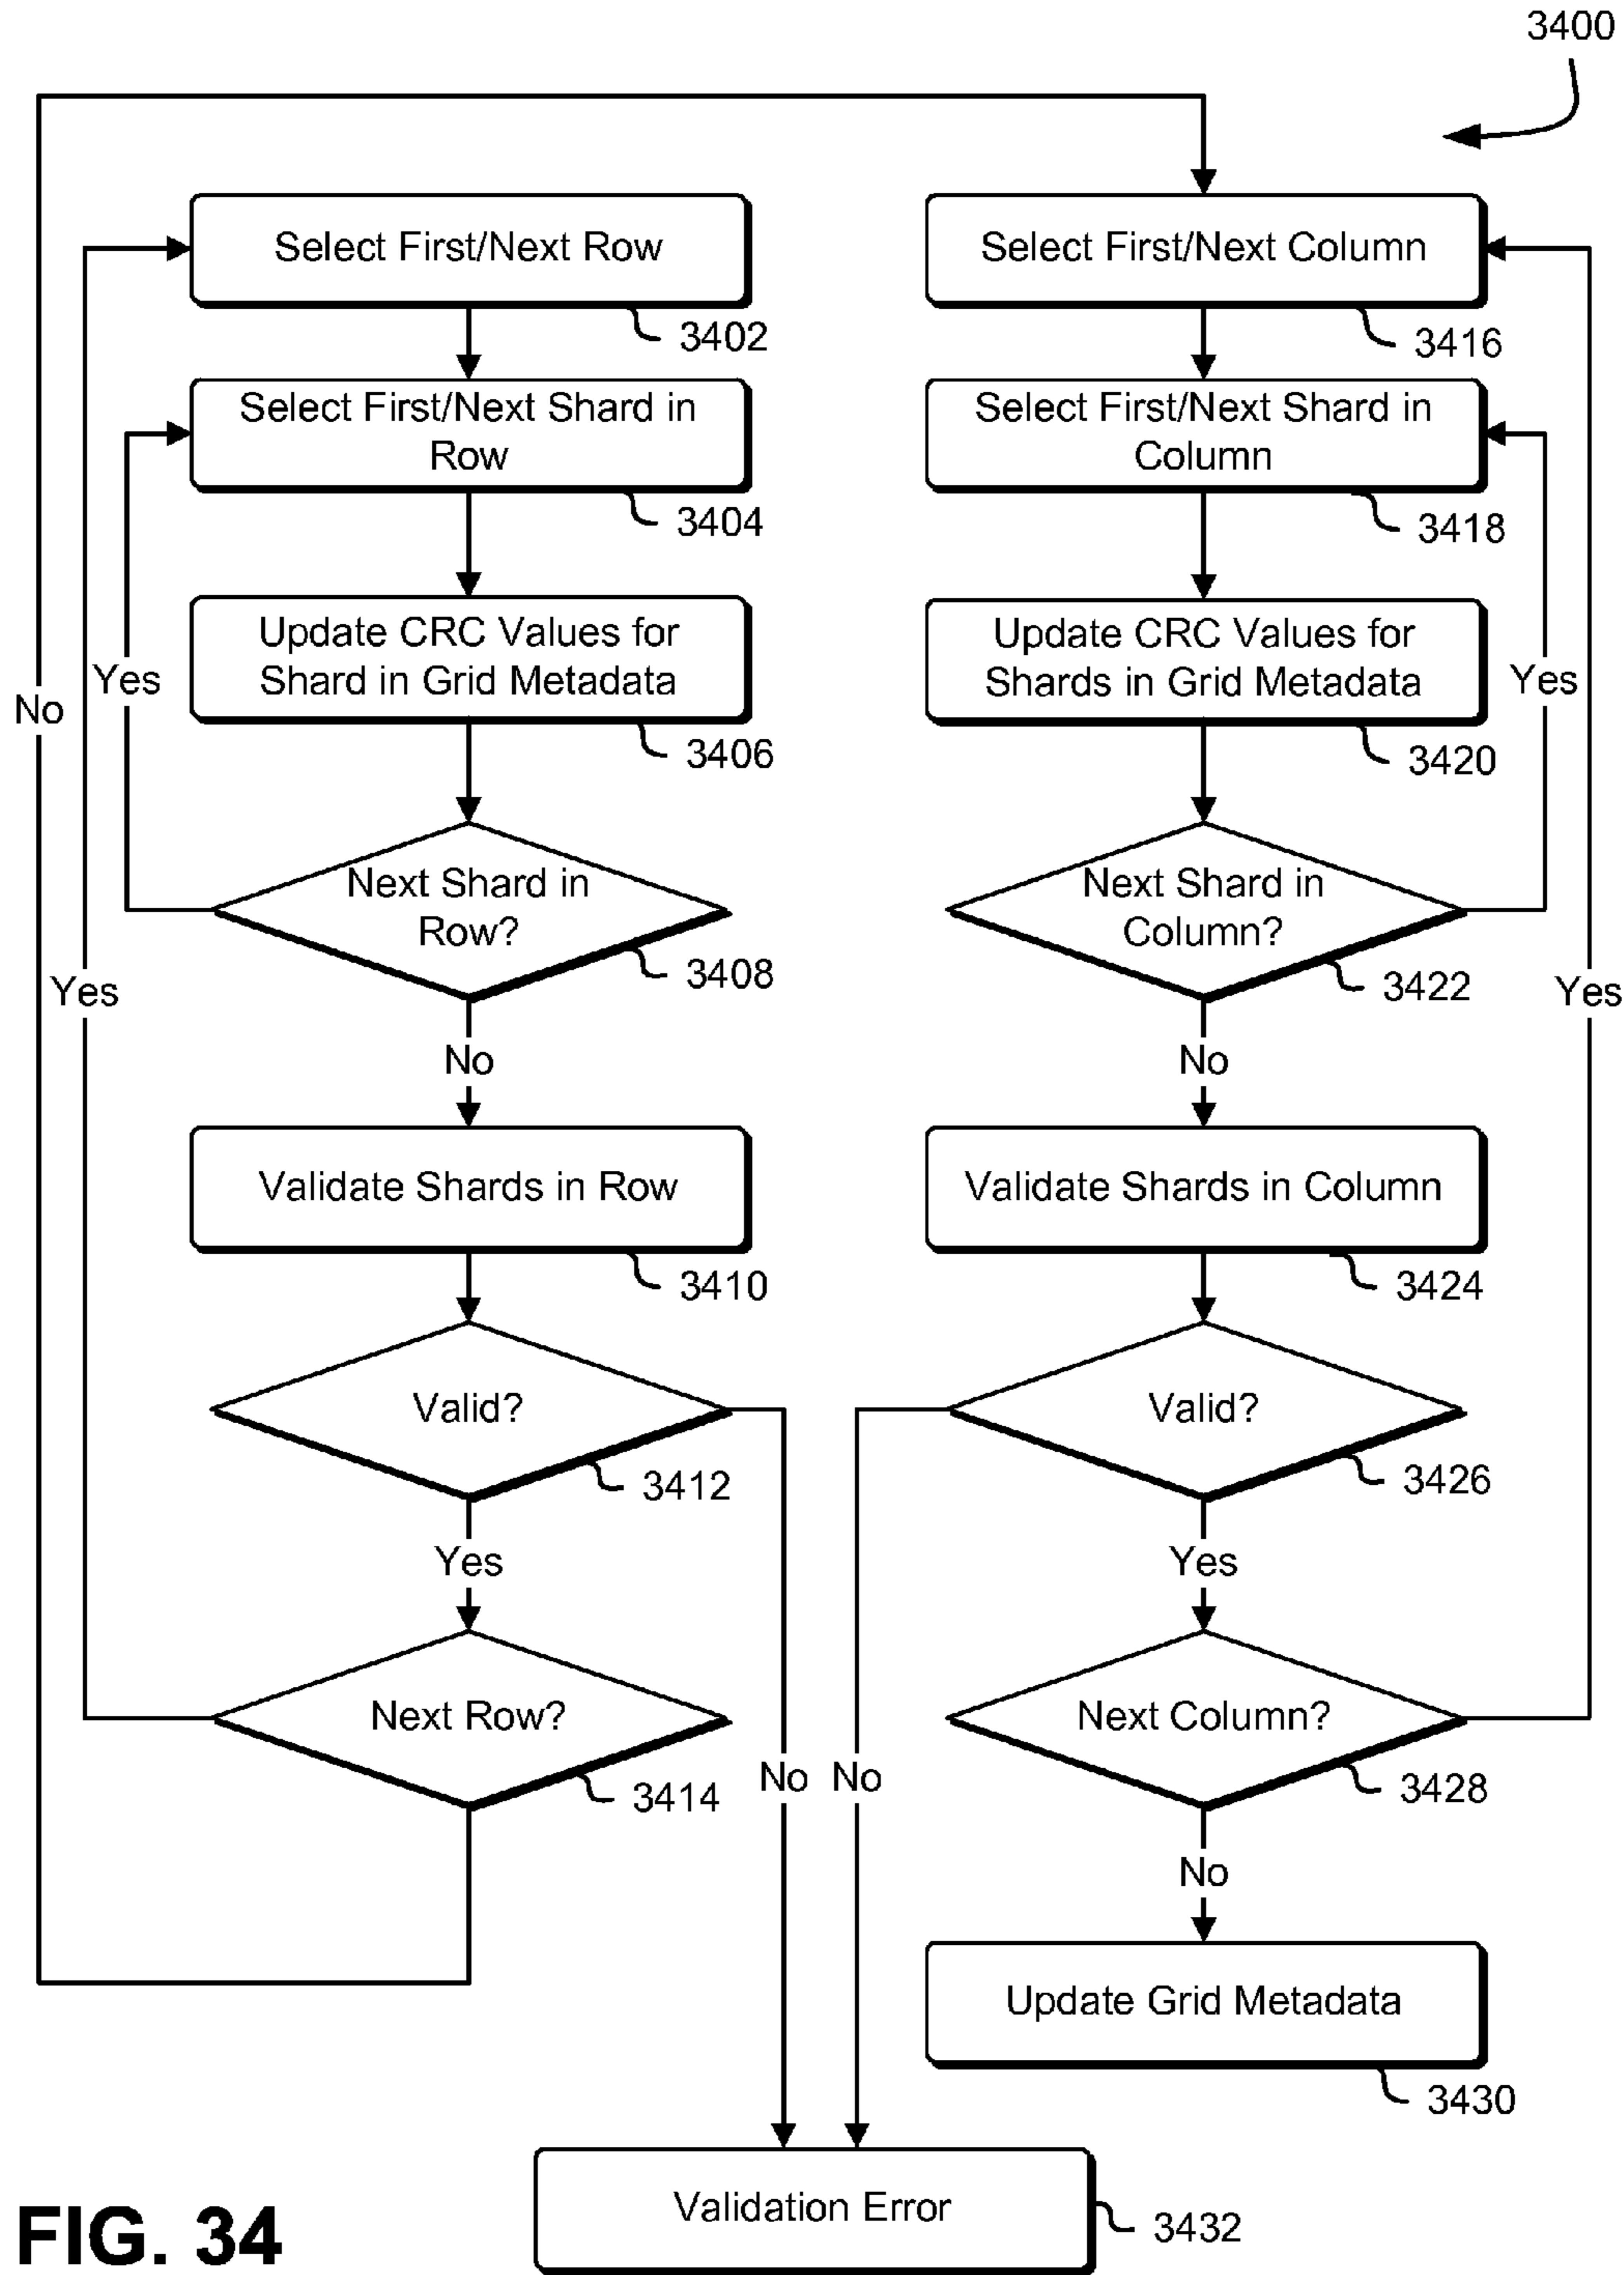 3400
Select First/Next Row
3402
Select First/Next Shard in
Row
3404
Update CRC Values for
Shard in Grid Metadata
3406
Yes
No
Next Shard in
Row?
3408
Yes
No
Validate Shards in Row
3410
Valid?
3412
Yes
Next Row?
3414
No
Select First/Next Column
3416
Select First/Next Shard in
Column
3418
Update CRC Values for
Shards in Grid Metadata
3420
Yes
Next Shard in
Column?
3422
Yes
No
Validate Shards in Column
3424
Valid?
3426
Yes
No
Next Column?
3428
No
Update Grid Metadata
3430
Validation Error
3432
FIG. 34